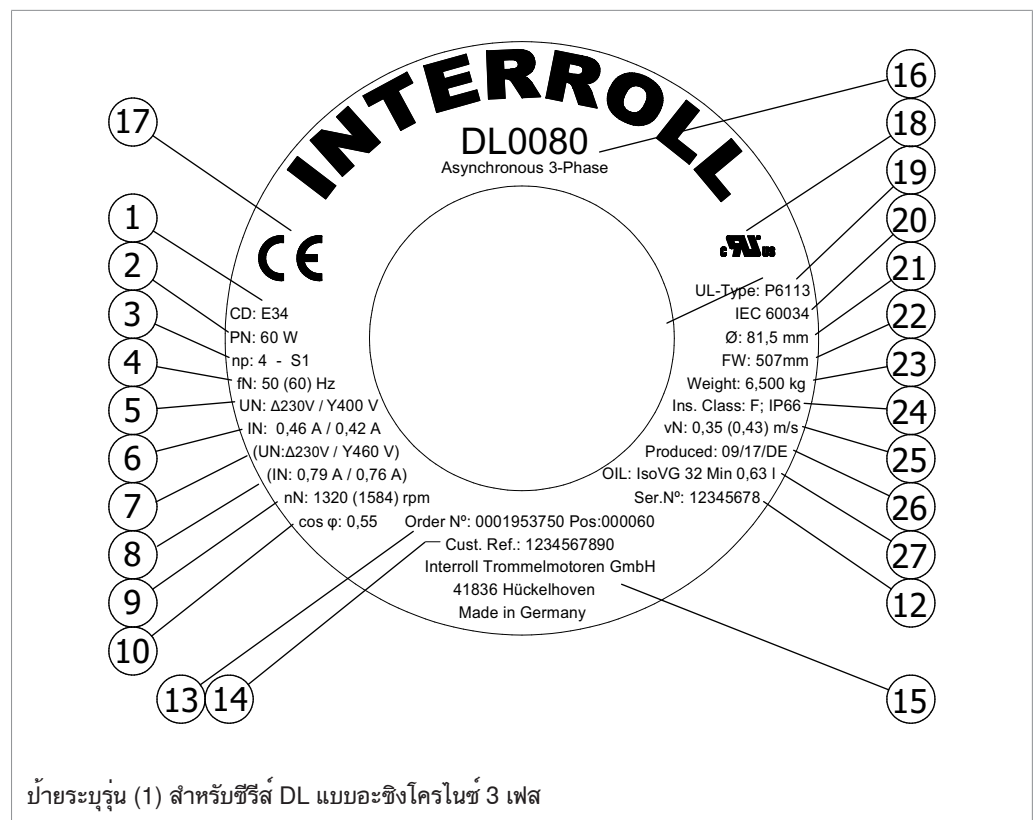 INTERROLL
DL0080
Asynchronous 3-Phase
CE
c RU us
CD: E34
PN: 60 W
np: 4 - S1
fN: 50 (60) Hz
UN: Δ230V / Y400 V
IN: 0,46 A / 0,42 A
(UN:Δ230V / Y460 V)
(IN: 0,79 A / 0,76 A)
nN: 1320 (1584) rpm
cos φ: 0,55
UL-Type: P6113
IEC 60034
Ø: 81,5 mm
FW: 507mm
Weight: 6,500 kg
Ins. Class: F; IP66
vN: 0,35 (0,43) m/s
Produced: 09/17/DE
OIL: IsoVG 32 Min 0,63 l
Ser.Nº: 12345678
Order Nº: 0001953750 Pos:000060
Cust. Ref.: 1234567890
Interroll Trommelmotoren GmbH
41836 Hückelhoven
Made in Germany
17
1
2
3
4
5
6
7
8
9
10
13
14
16
18
19
20
21
22
23
24
25
26
27
12
15
ป้ายระบุรุ่น (1) สำหรับซีรีส์ DL แบบอะซิงโครไนซ์ 3 เฟส